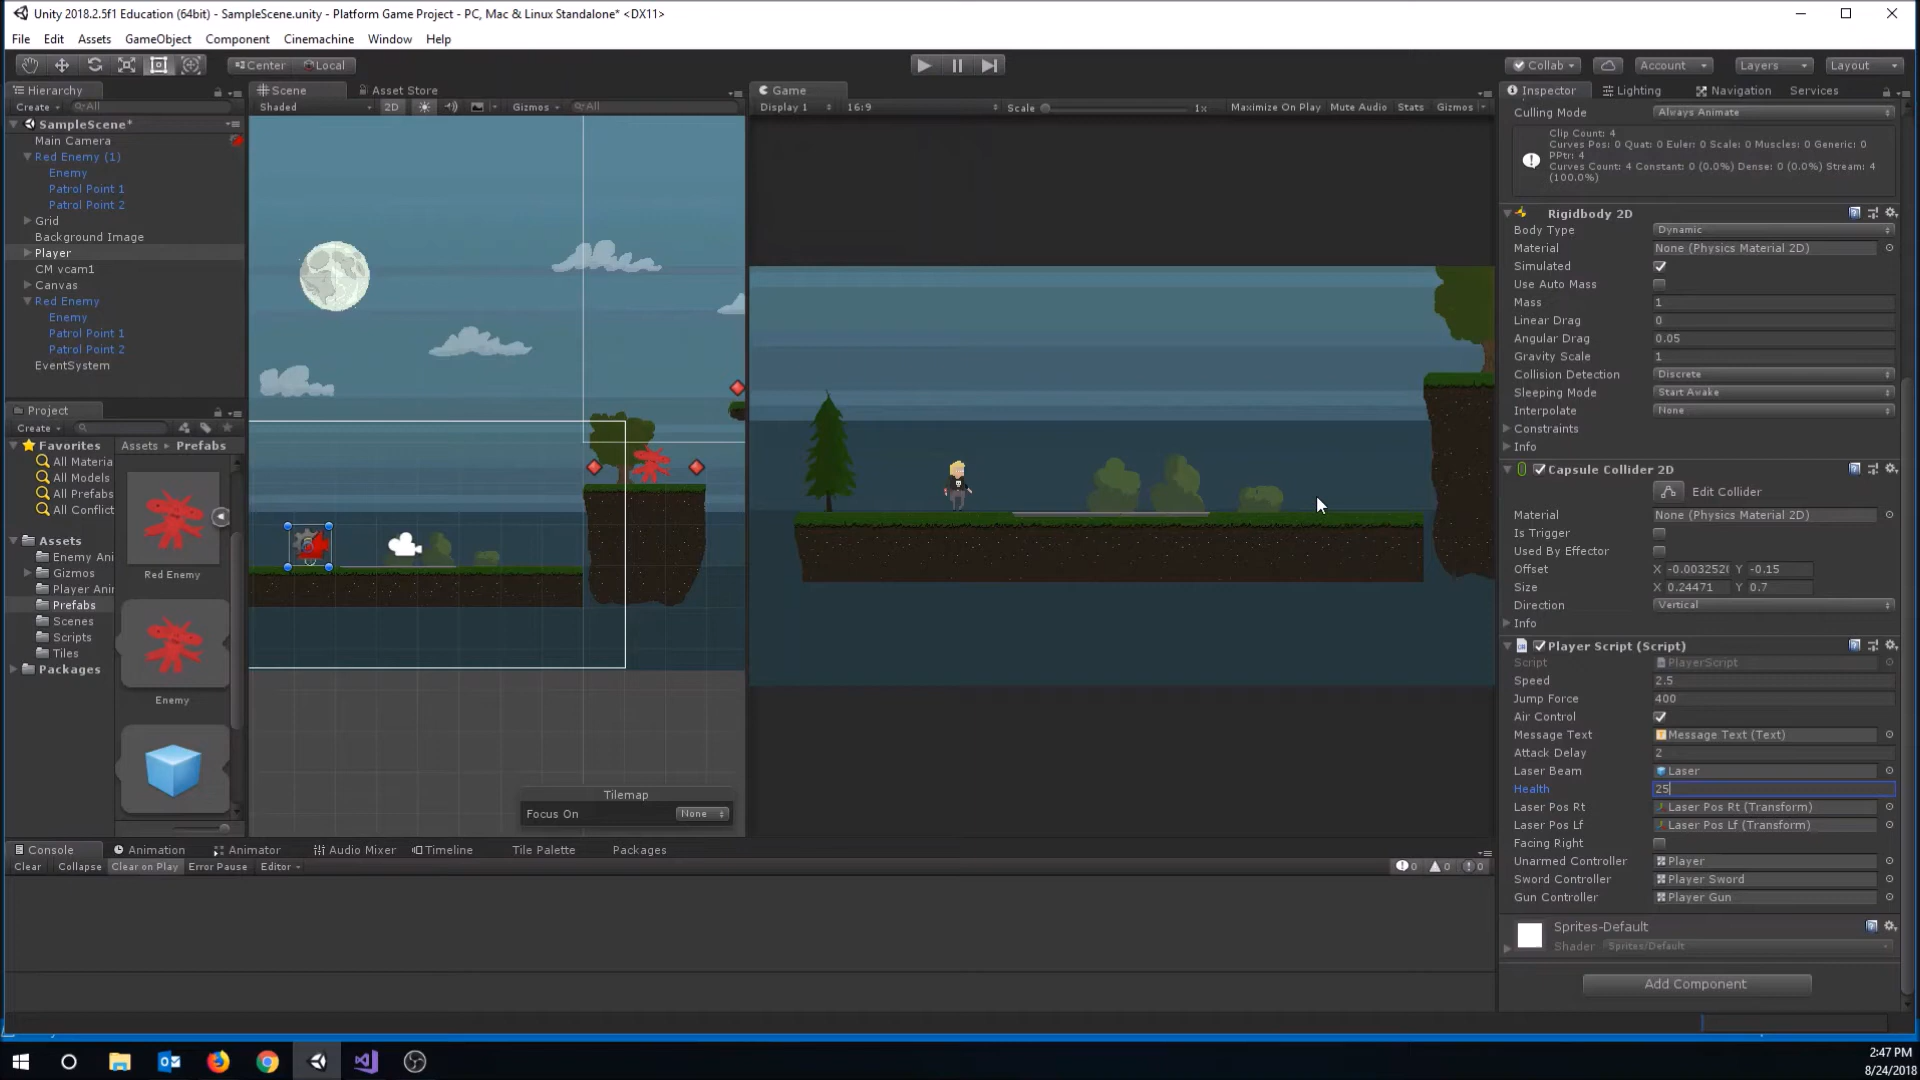 Unity 2018.2.5f1 Education (64bit) - SampleScene.unity - Platform Game Project - PC, Mac & Linux Standalone* <DX11>
File Edit Assets GameObject Component Cinemachine Window Help
Center Local Collab Account Layers Layout
Hierarchy
Create All
SampleScene*
Main Camera
Red Enemy (1)
Enemy
Patrol Point 1
Patrol Point 2
Grid
Background Image
Player
CM vcam1
Canvas
Red Enemy
Enemy
Patrol Point 1
Patrol Point 2
EventSystem
Project
Create
Favorites
All Materia
All Models
All Prefabs
All Conflict
Assets
Enemy Ani
Gizmos
Player Anir
Prefabs
Scenes
Scripts
Tiles
Packages
Assets Prefabs
Red Enemy
Enemy
Scene Asset Store
Shaded 2D Gizmos All
Tilemap
Focus On None
Game
Display 1 16:9 Scale 1x Maximize On Play Mute Audio Stats Gizmos
Inspector Lighting Navigation Services
Culling Mode Always Animate
Clip Count: 4
Curves Pos: 0 Quat: 0 Euler: 0 Scale: 0 Muscles: 0 Generic: 0
PPtr: 4
Curves Count: 4 Constant: 0 (0.0%) Dense: 0 (0.0%) Stream: 4
(100.0%)
Rigidbody 2D
Body Type Dynamic
Material None (Physics Material 2D)
Simulated
Use Auto Mass
Mass 1
Linear Drag 0
Angular Drag 0.05
Gravity Scale 1
Collision Detection Discrete
Sleeping Mode Start Awake
Interpolate None
Constraints
Info
Capsule Collider 2D
Edit Collider
Material None (Physics Material 2D)
Is Trigger
Used By Effector
Offset X -0.003252( Y -0.15
Size X 0.24471 Y 0.7
Direction Vertical
Info
Player Script (Script)
Script PlayerScript
Speed 2.5
Jump Force 400
Air Control
Message Text Message Text (Text)
Attack Delay 2
Laser Beam Laser
Health 25
Laser Pos Rt Laser Pos Rt (Transform)
Laser Pos Lf Laser Pos Lf (Transform)
Facing Right
Unarmed Controller Player
Sword Controller Player Sword
Gun Controller Player Gun
Sprites-Default
Shader Sprites/Default
Add Component
Console Animation Animator Audio Mixer Timeline Tile Palette Packages
Clear Collapse Clear on Play Error Pause Editor 0 0 0
2:47 PM
8/24/2018